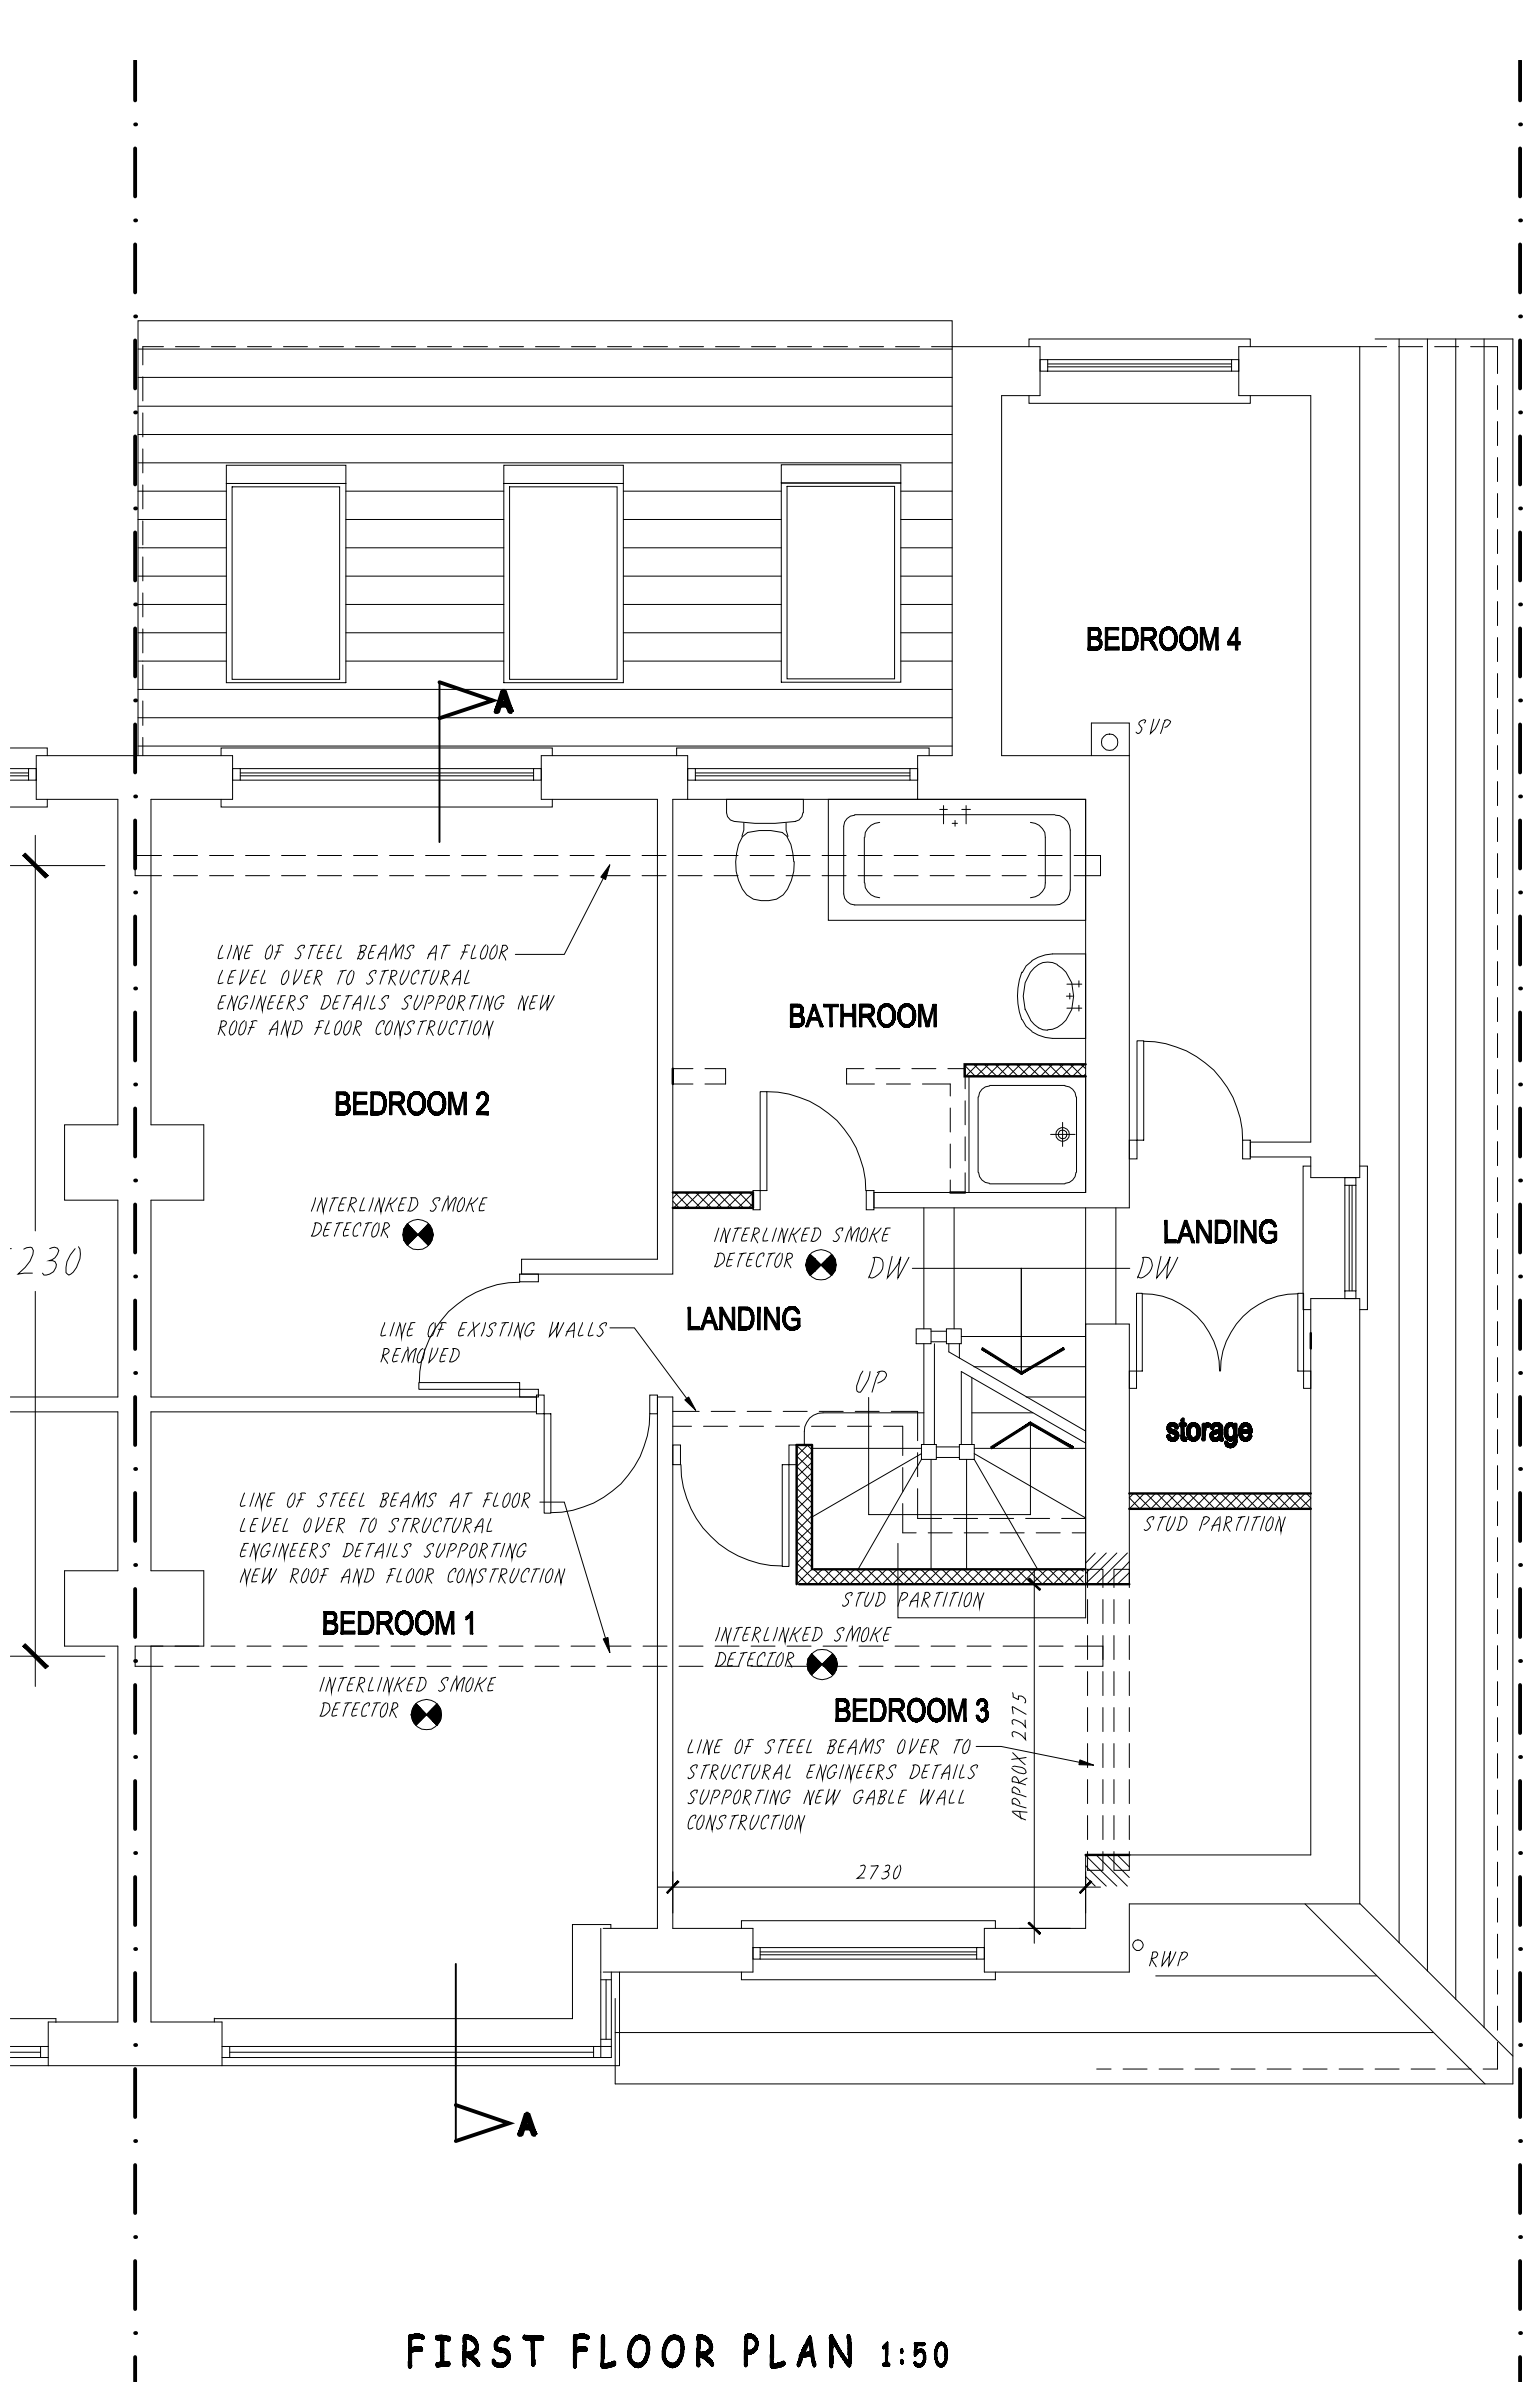 BEDROOM 4
A
SVP
LINE OF STEEL BEAMS AT FLOOR
LEVEL OVER TO STRUCTURAL
ENGINEERS DETAILS SUPPORTING NEW
ROOF AND FLOOR CONSTRUCTION
BATHROOM
BEDROOM 2
INTERLINKED SMOKE
DETECTOR
INTERLINKED SMOKE
DETECTOR
DW
DW
LANDING
230
LANDING
LINE OF EXISTING WALLS
REMOVED
UP
storage
LINE OF STEEL BEAMS AT FLOOR
LEVEL OVER TO STRUCTURAL
ENGINEERS DETAILS SUPPORTING
NEW ROOF AND FLOOR CONSTRUCTION
STUD PARTITION
STUD PARTITION
BEDROOM 1
INTERLINKED SMOKE
DETECTOR
INTERLINKED SMOKE
DETECTOR
BEDROOM 3
APPROX 2275
LINE OF STEEL BEAMS OVER TO
STRUCTURAL ENGINEERS DETAILS
SUPPORTING NEW GABLE WALL
CONSTRUCTION
2730
RWP
A
FIRST FLOOR PLAN 1:50